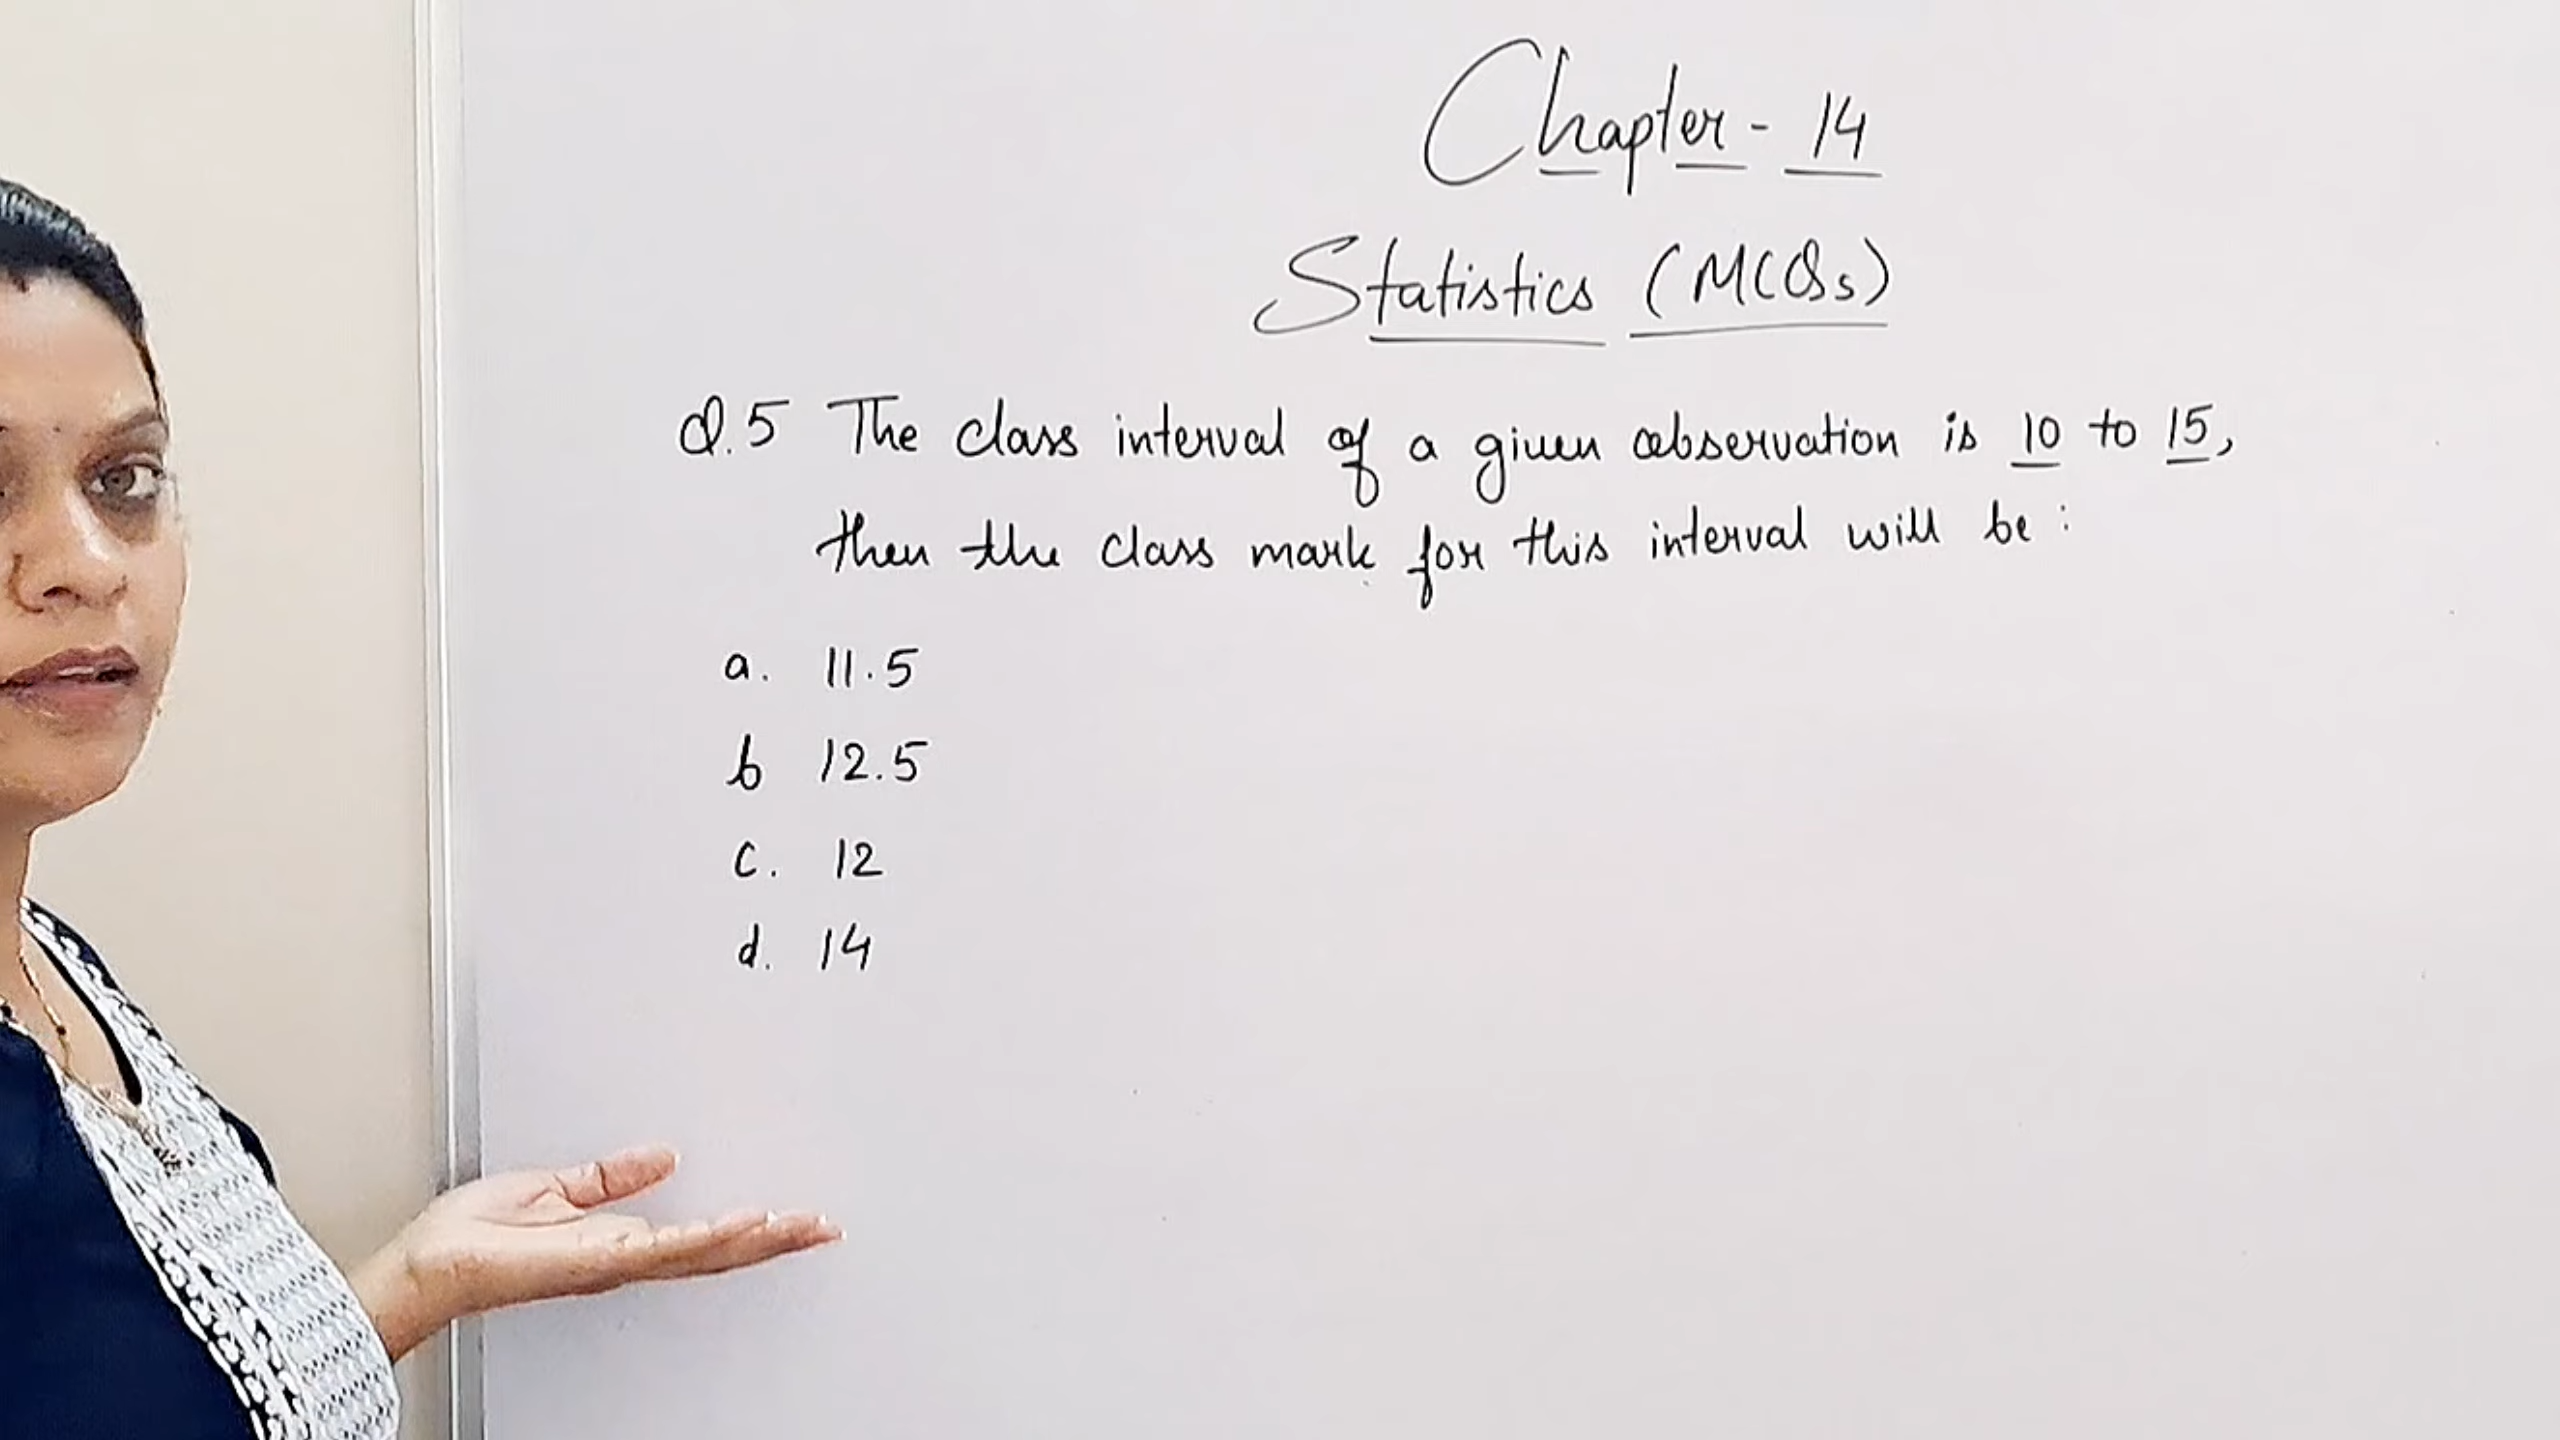 Chapter - 14
Statistics (MCQs)
Q.5 The class interval of a given observation is 10 to 15,
then the class mark for this interval will be :
a. 11.5
b 12.5
c. 12
d. 14